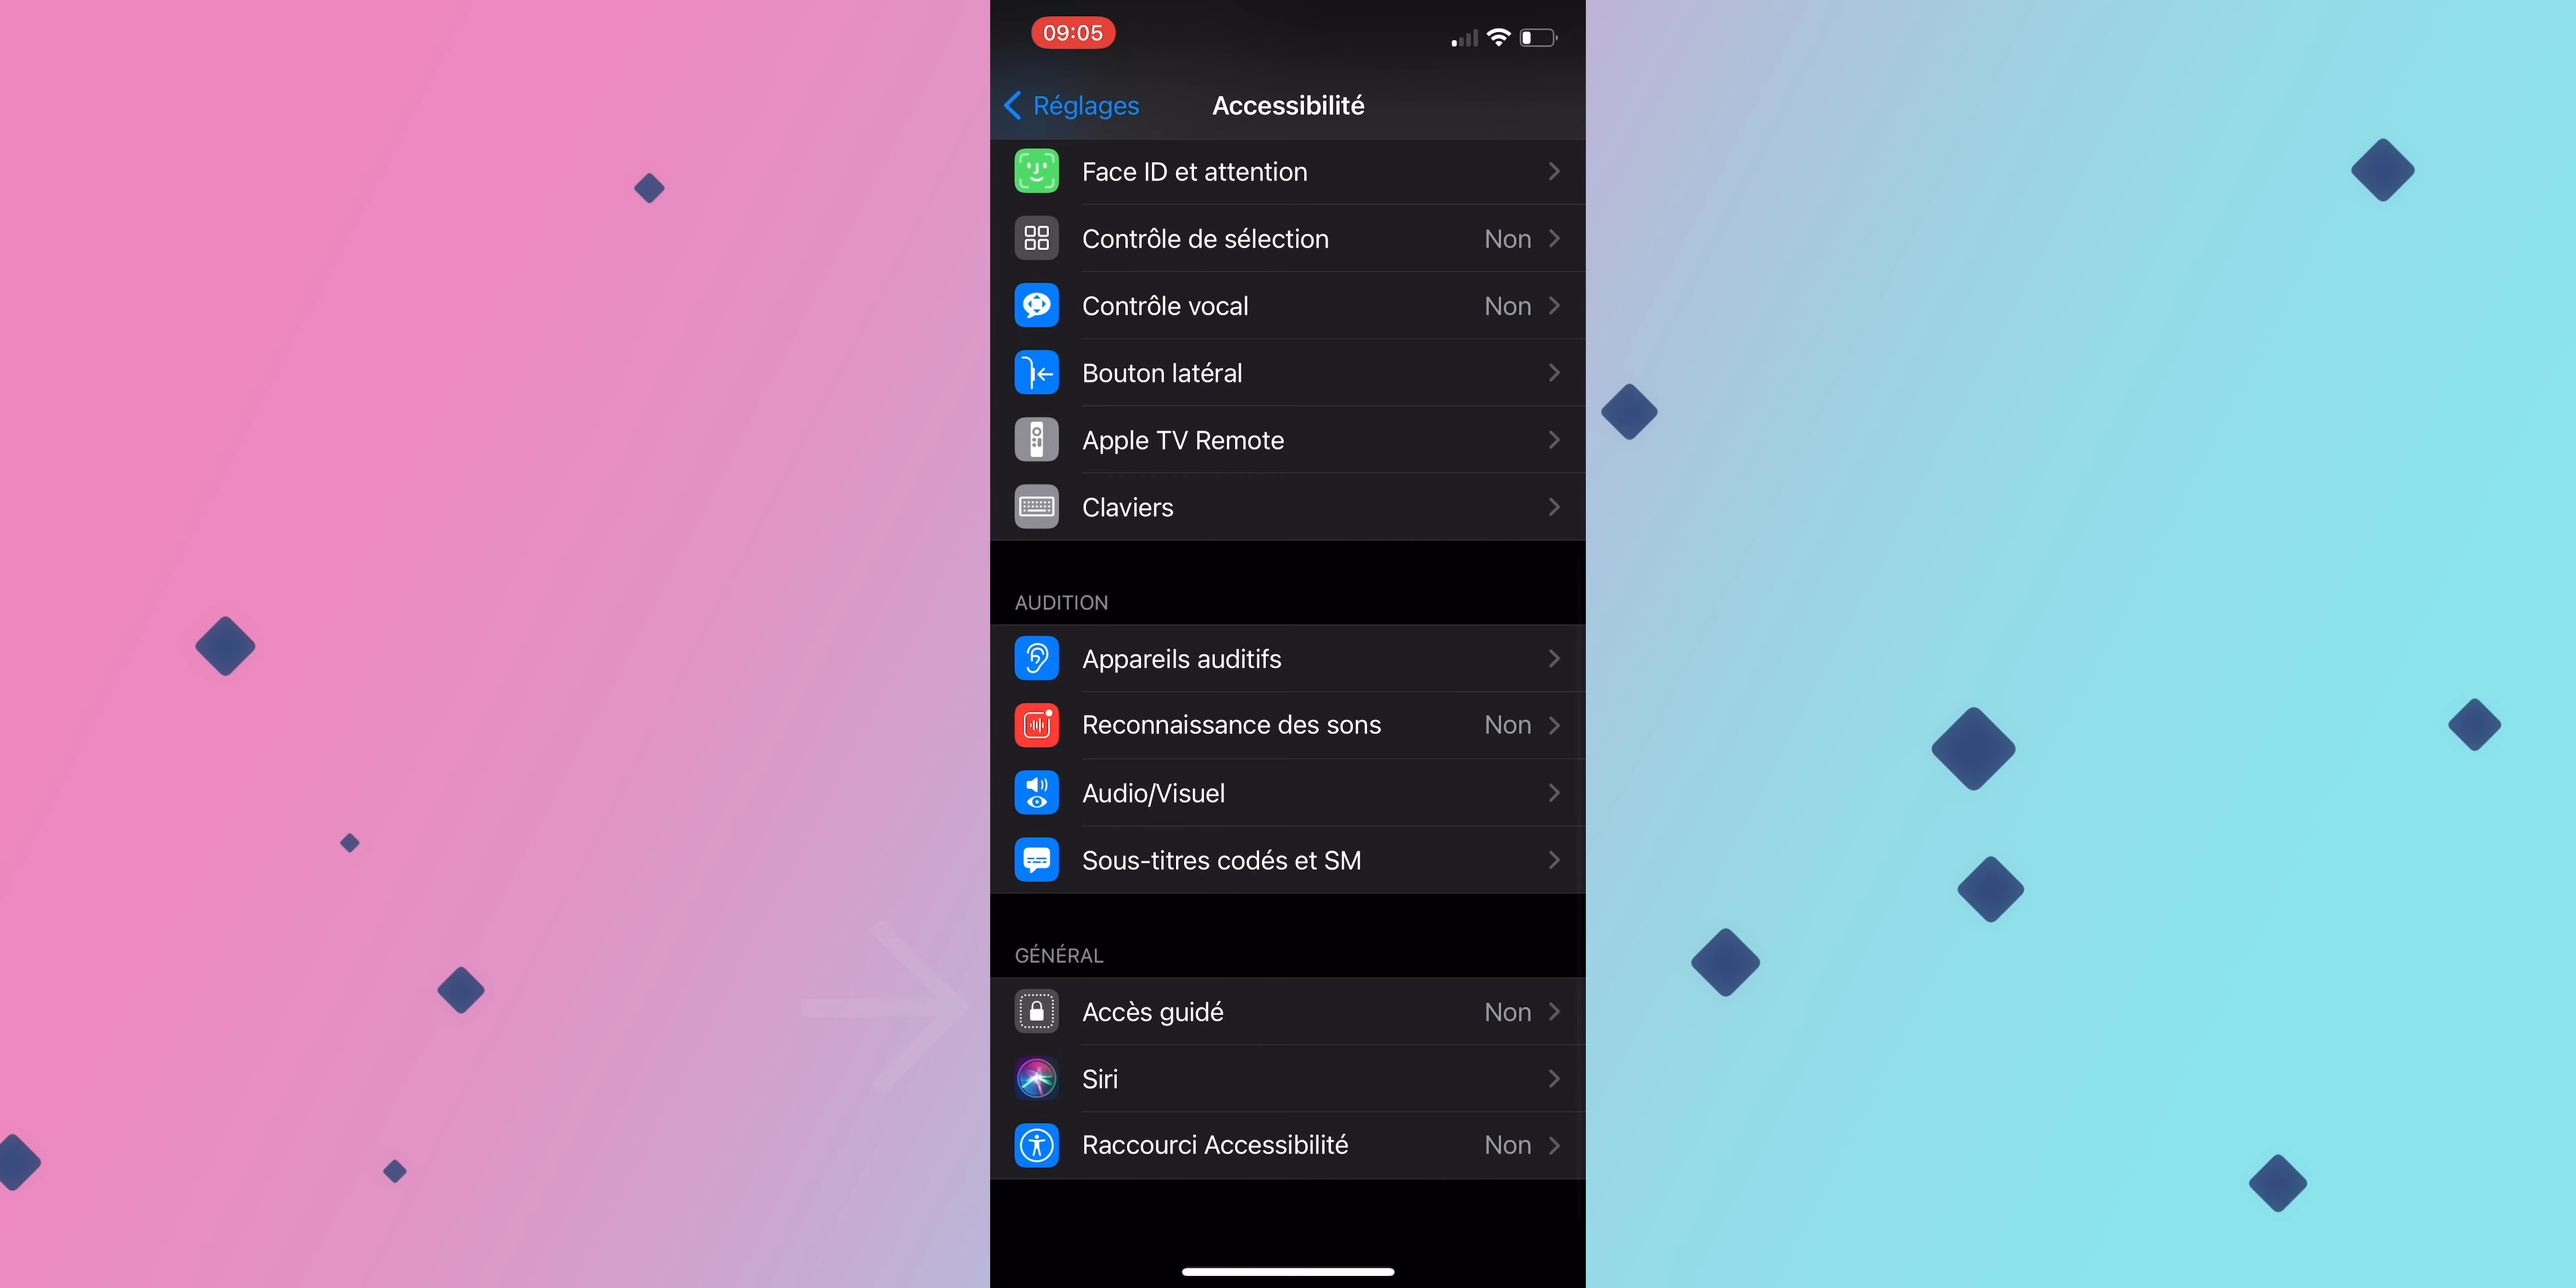 09:05
Réglages
Accessibilité
Face ID et attention
Contrôle de sélection Non
Contrôle vocal Non
Bouton latéral
Apple TV Remote
Claviers
AUDITION
Appareils auditifs
Reconnaissance des sons Non
Audio/Visuel
Sous-titres codés et SM
GÉNÉRAL
Accès guidé Non
Siri
Raccourci Accessibilité Non